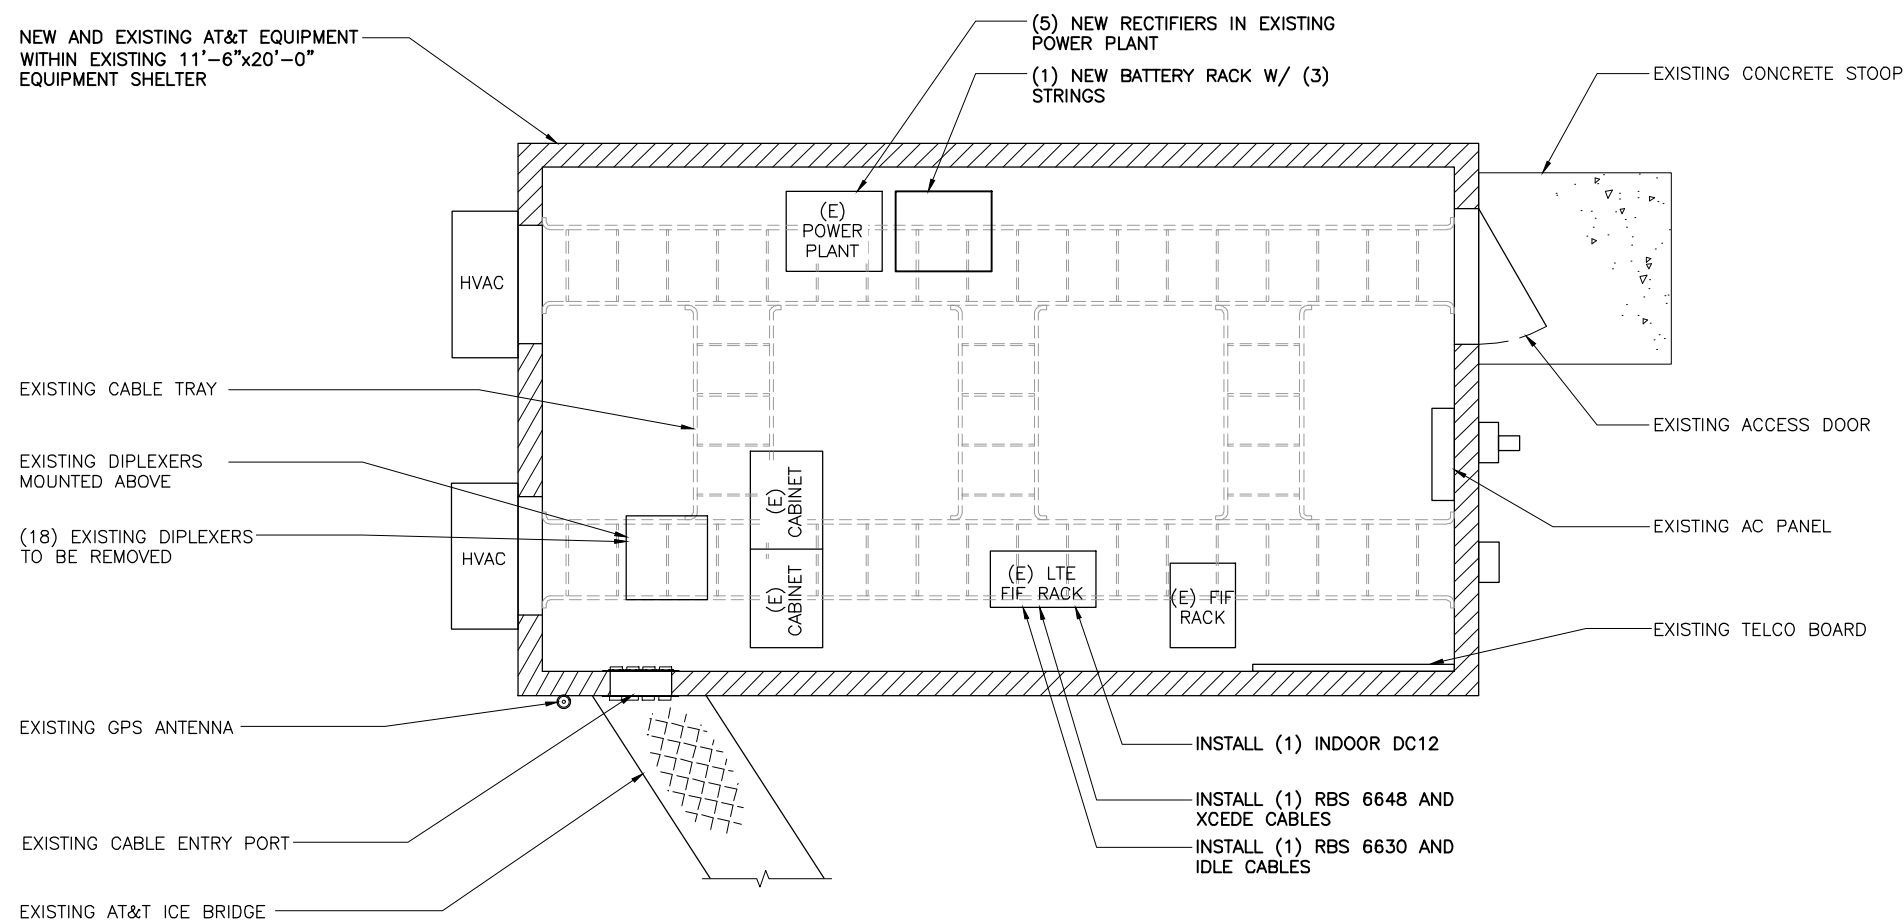 NEW AND EXISTING AT&T EQUIPMENT
WITHIN EXISTING 11'-6"x20'-0"
EQUIPMENT SHELTER
(5) NEW RECTIFIERS IN EXISTING
POWER PLANT
(1) NEW BATTERY RACK W/ (3)
STRINGS
EXISTING CONCRETE STOOP
(E)
POWER
PLANT
HVAC
EXISTING CABLE TRAY
EXISTING ACCESS DOOR
EXISTING DIPLEXERS
MOUNTED ABOVE
(E)
CABINET
(18) EXISTING DIPLEXERS
TO BE REMOVED
EXISTING AC PANEL
HVAC
(E)
CABINET
(E) LTE
FIF RACK
(E) FIF
RACK
EXISTING TELCO BOARD
EXISTING GPS ANTENNA
INSTALL (1) INDOOR DC12
INSTALL (1) RBS 6648 AND
XCEDE CABLES
EXISTING CABLE ENTRY PORT
INSTALL (1) RBS 6630 AND
IDLE CABLES
EXISTING AT&T ICE BRIDGE